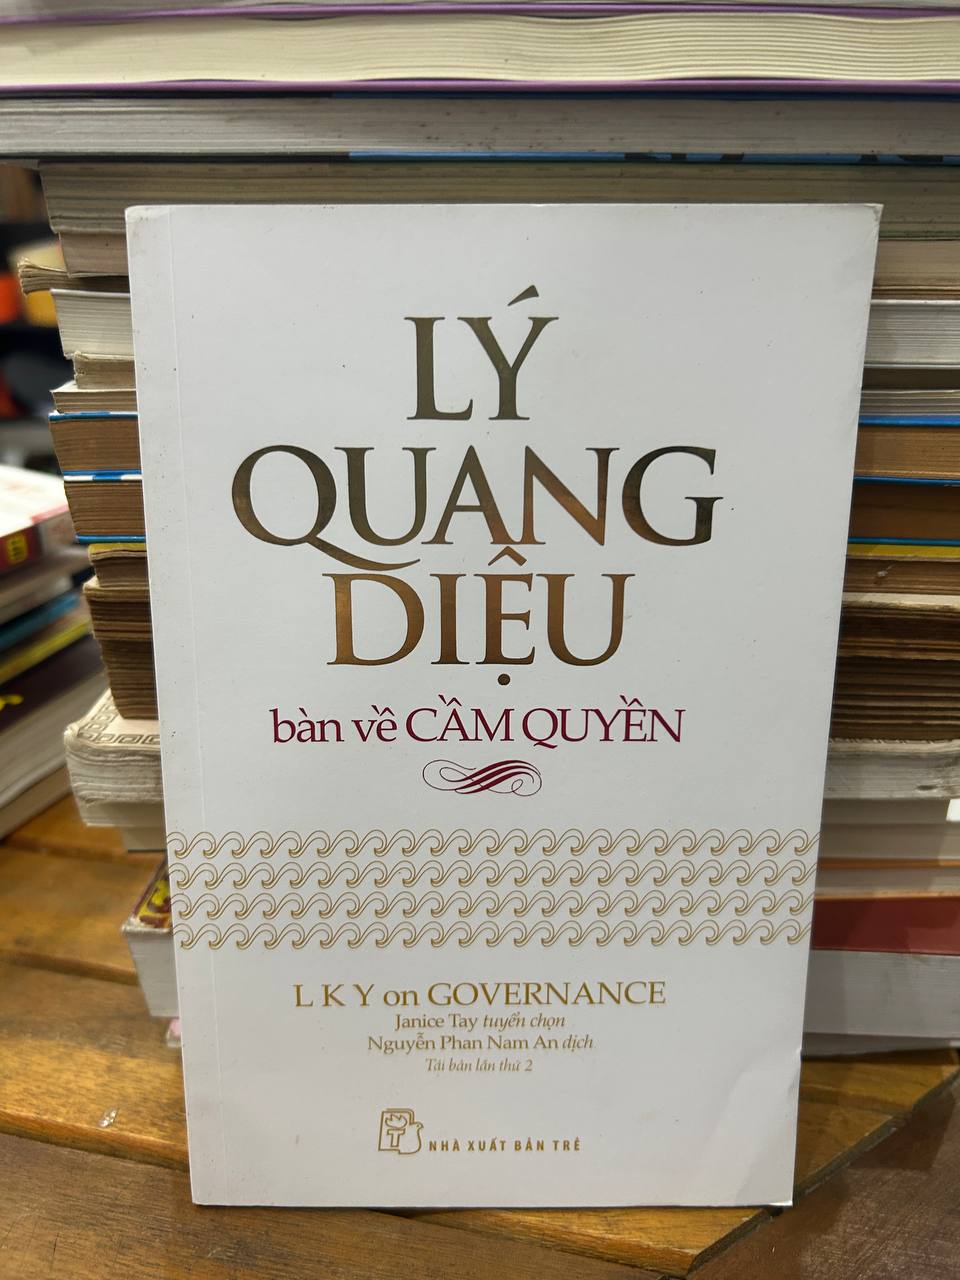 LÝ
QUANG
DIỆU
bàn về CẦM QUYỀN
L K Y on GOVERNANCE
Janice Tay tuyển chọn
Nguyễn Phan Nam An dịch
Tái bản lần thứ 2
NHÀ XUẤT BẢN TRẺ